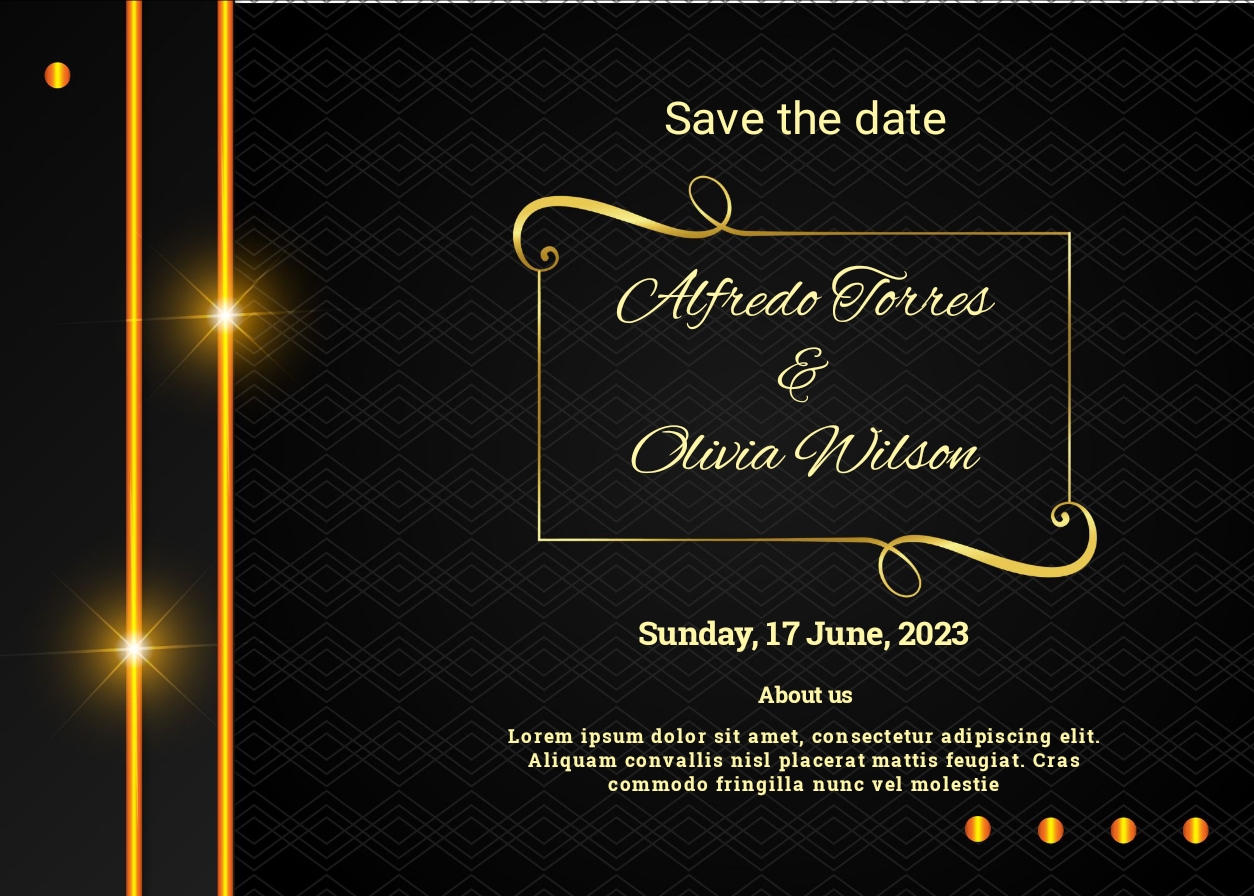 Save the date
Alfredo Torres
&
Olivia Wilson
Sunday, 17 June, 2023
About us
Lorem ipsum dolor sit amet, consectetur adipiscing elit.
Aliquam convallis nisl placerat mattis feugiat. Cras
commodo fringilla nunc vel molestie